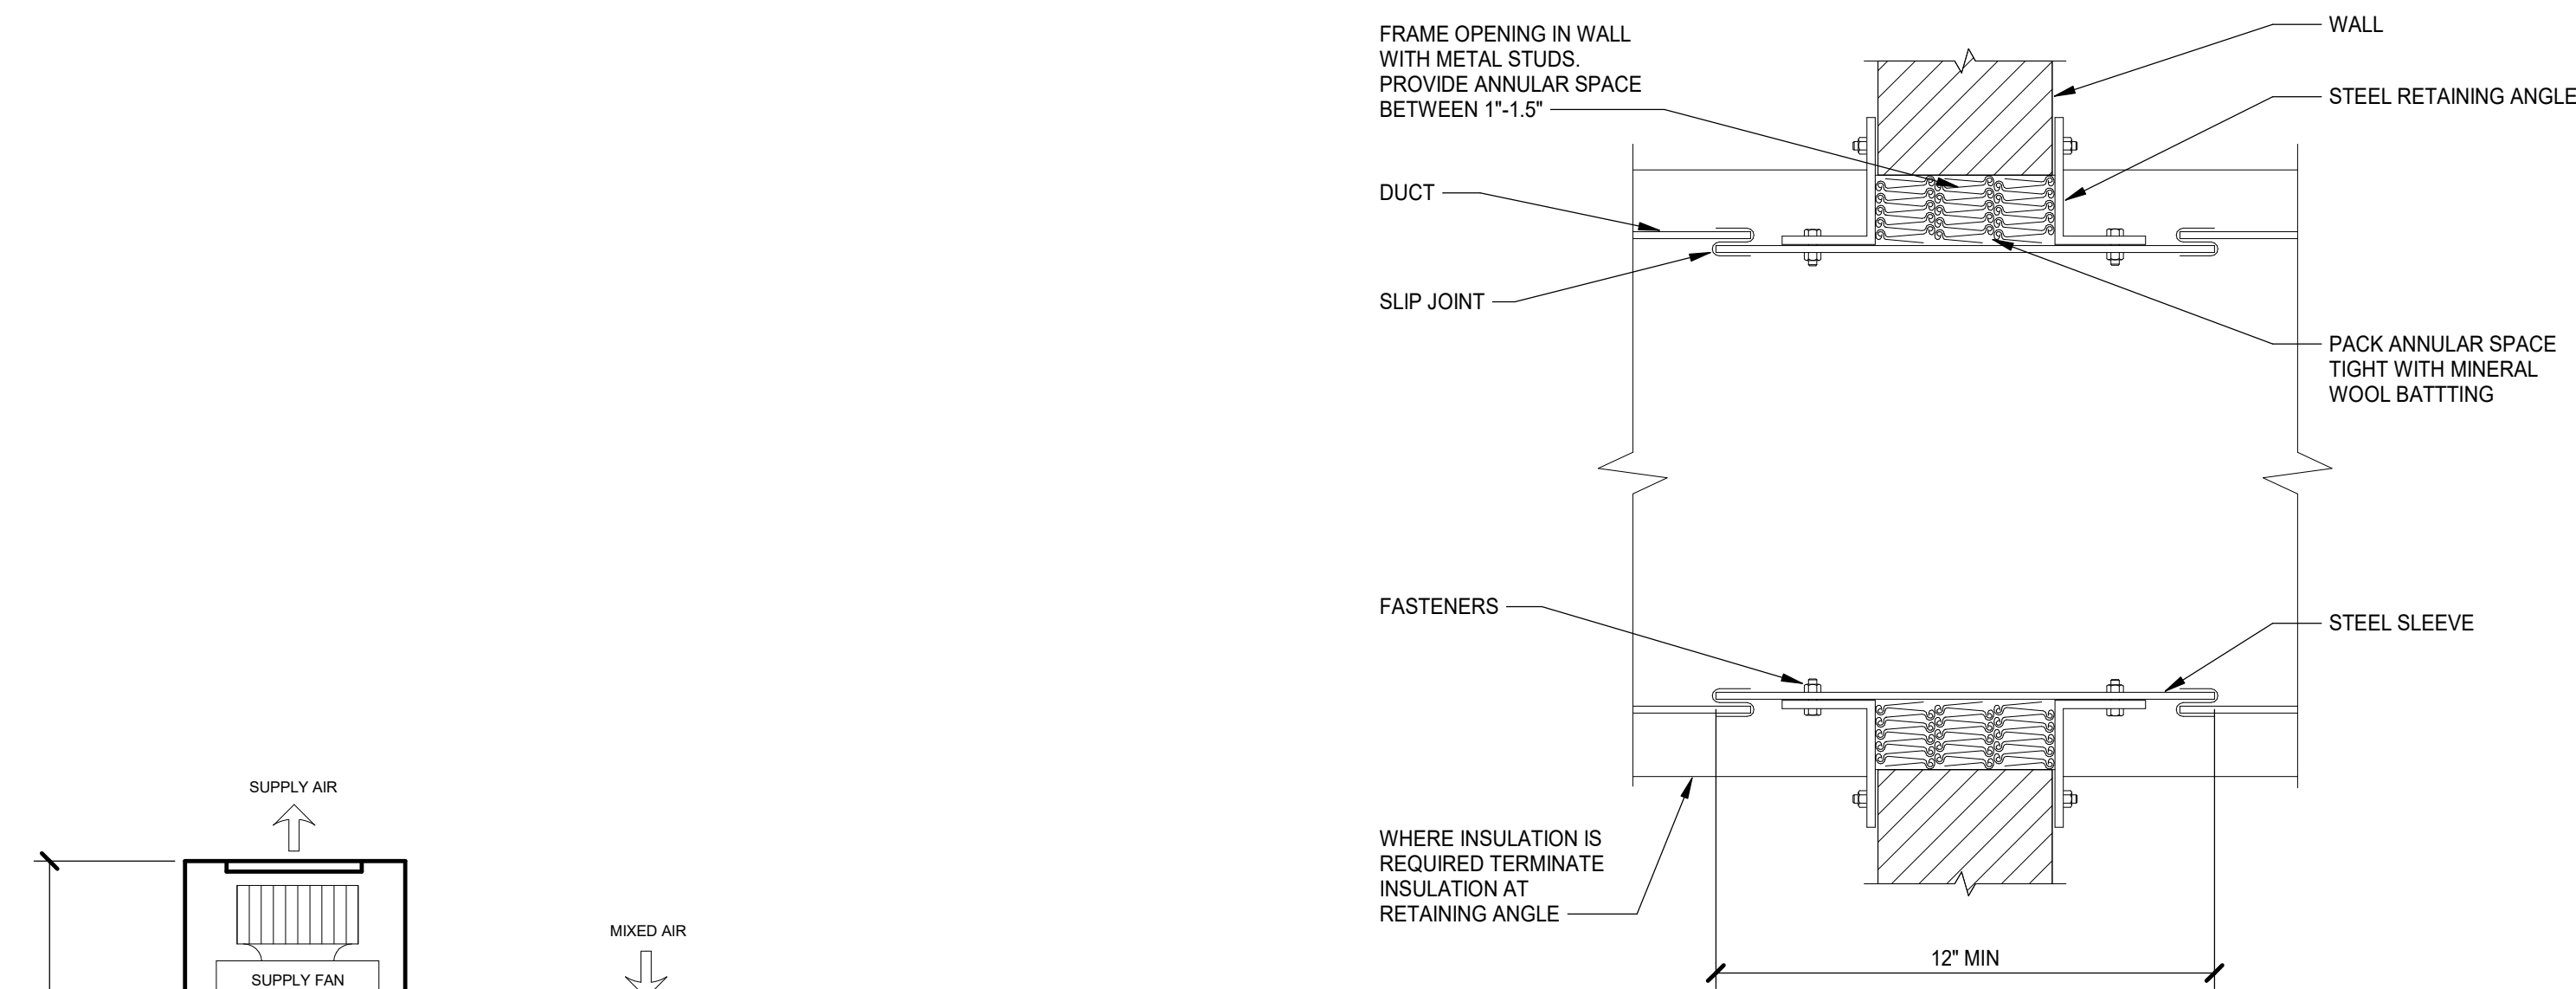 FRAME OPENING IN WALL
WITH METAL STUDS.
PROVIDE ANNULAR SPACE
BETWEEN 1"-1.5"
DUCT
SLIP JOINT
FASTENERS
WHERE INSULATION IS
REQUIRED TERMINATE
INSULATION AT
RETAINING ANGLE
WALL
STEEL RETAINING ANGLE
PACK ANNULAR SPACE
TIGHT WITH MINERAL
WOOL BATTTING
STEEL SLEEVE
12" MIN
SUPPLY AIR
SUPPLY FAN
MIXED AIR